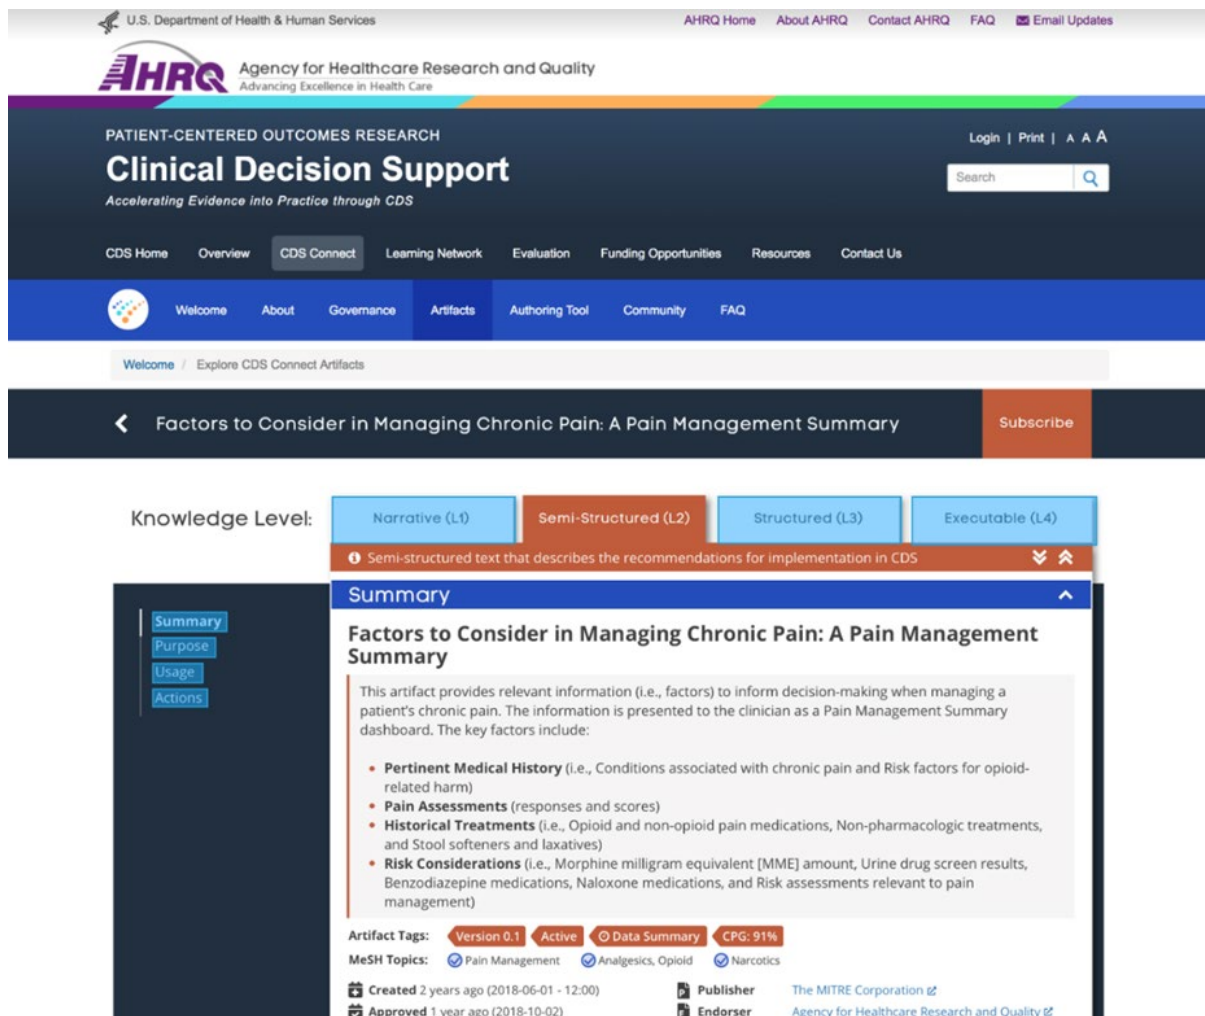 U.S. Department of Health & Human Services
AHRQ Home About AHRQ Contact AHRQ FAQ Email Updates
AHRQ
Agency for Healthcare Research and Quality
Advancing Excellence in Health Care
PATIENT-CENTERED OUTCOMES RESEARCH
Login | Print | A A A
Clinical Decision Support
Search
Accelerating Evidence into Practice through CDS
CDS Home Overview CDS Connect Learning Network Evaluation Funding Opportunities Resources Contact Us
Welcome About Governance Artifacts Authoring Tool Community FAQ
Welcome / Explore CDS Connect Artifacts
Factors to Consider in Managing Chronic Pain: A Pain Management Summary
Subscribe
Knowledge Level:
Narrative (L1) Semi-Structured (L2) Structured (L3) Executable (L4)
Semi-structured text that describes the recommendations for implementation in CDS
Summary
Purpose
Usage
Actions
Summary
Factors to Consider in Managing Chronic Pain: A Pain Management
Summary
This artifact provides relevant information (i.e., factors) to inform decision-making when managing a
patient's chronic pain. The information is presented to the clinician as a Pain Management Summary
dashboard. The key factors include:
• Pertinent Medical History (i.e., Conditions associated with chronic pain and Risk factors for opioid-
related harm)
• Pain Assessments (responses and scores)
• Historical Treatments (i.e., Opioid and non-opioid pain medications, Non-pharmacologic treatments,
and Stool softeners and laxatives)
• Risk Considerations (i.e., Morphine milligram equivalent [MME] amount, Urine drug screen results,
Benzodiazepine medications, Naloxone medications, and Risk assessments relevant to pain
management)
Artifact Tags: Version 0.1 Active Data Summary CPG: 91%
MeSH Topics: Pain Management Analgesics, Opioid Narcotics
Created 2 years ago (2018-06-01 - 12:00) Publisher The MITRE Corporation
Approved 1 year ago (2018-10-02) Endorser Agency for Healthcare Research and Quality